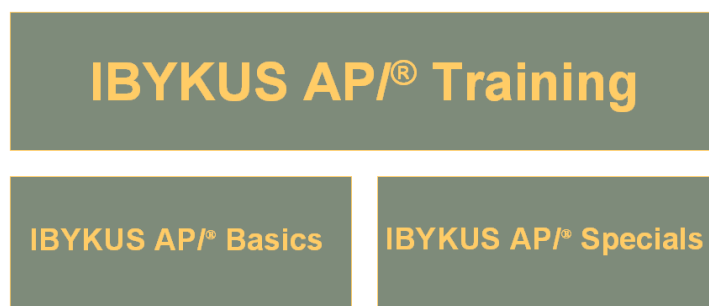 IBYKUS AP/® Training
IBYKUS AP/® Basics
IBYKUS AP/® Specials